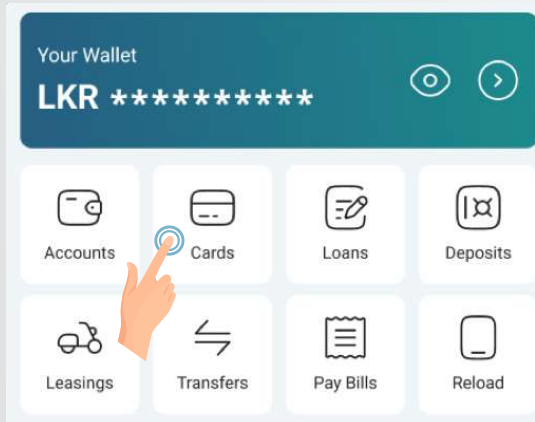 Your Wallet
LKR **********
Accounts Cards Loans Deposits
Leasings Transfers Pay Bills Reload